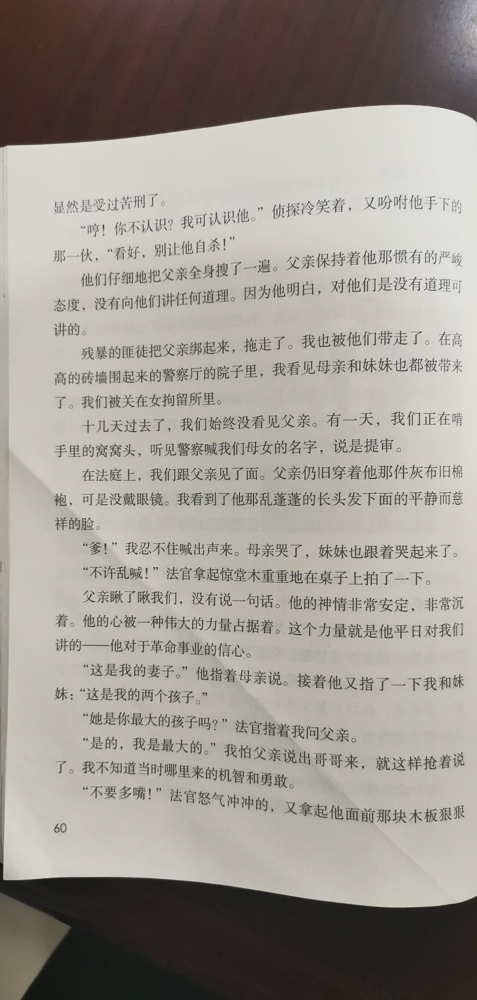 显然是受过苦刑了。
“哼！你不认识？我可认识他。”侦探冷笑着，又吩咐他手下的
那一伙，“看好，别让他自杀！”
他们仔细地把父亲全身搜了一遍。父亲保持着他那惯有的严峻
态度，没有向他们讲任何道理。因为他明白，对他们是没有道理可
讲的。
残暴的匪徒把父亲绑起来，拖走了。我也被他们带走了。在高
高的砖墙围起来的警察厅的院子里，我看见母亲和妹妹也都被带来
了。我们被关在女拘留所里。
十几天过去了，我们始终没看见父亲。有一天，我们正在啃
手里的窝窝头，听见警察喊我们母女的名字，说是提审。
在法庭上，我们跟父亲见了面。父亲仍旧穿着他那件灰布旧棉
袍，可是没戴眼镜。我看到了他那乱蓬蓬的长头发下面的平静而慈
祥的脸。
“爹！”我忍不住喊出声来。母亲哭了，妹妹也跟着哭起来了。
“不许乱喊！”法官拿起惊堂木重重地在桌子上拍了一下。
父亲瞅了瞅我们，没有说一句话。他的神情非常安定，非常沉
着。他的心被一种伟大的力量占据着。这个力量就是他平日对我们
讲的——他对于革命事业的信心。
“这是我的妻子。”他指着母亲说。接着他又指了一下我和妹
妹：“这是我的两个孩子。”
“她是你最大的孩子吗？”法官指着我问父亲。
“是的，我是最大的。”我怕父亲说出哥哥来，就这样抢着说
了。我不知道当时哪里来的机智和勇敢。
“不要多嘴！”法官怒气冲冲的，又拿起他面前那块木板狠狠
60